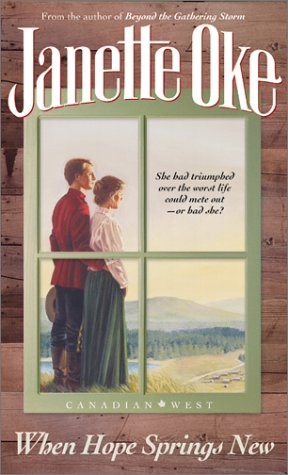 From the author of Beyond the Gathering Storm
Janette Oke
She had triumphed
over the worst life
could mete out
—or had she?
CANADIAN WEST
When Hope Springs New